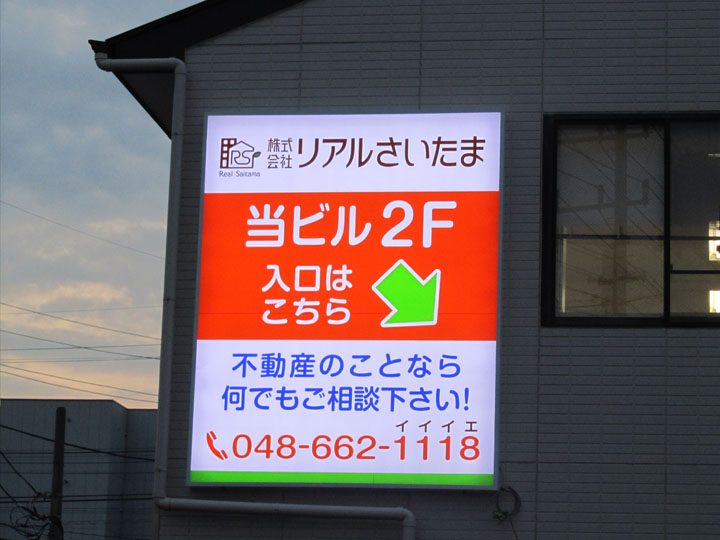 RS
Real Saitama
株式会社リアルさいたま
当ビル2F
入口は
こちら
不動産のことなら
何でもご相談下さい!
イイイエ
048-662-1118